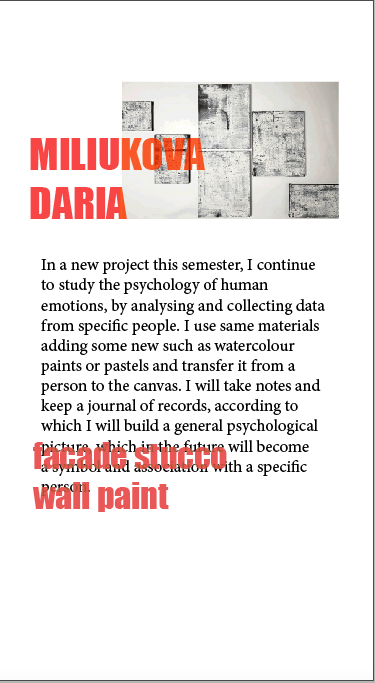 MILIUKOVA
DARIA
In a new project this semester, I continue
to study the psychology of human
emotions, by analysing and collecting data
from specific people. I use same materials
adding some new such as watercolour
paints or pastels and transfer it from a
person to the canvas. I will take notes and
keep a journal of records, according to
which I will build a general psychological
picture, which in the future will become
a symbol and association with a specific
person.
facade stucco
wall paint